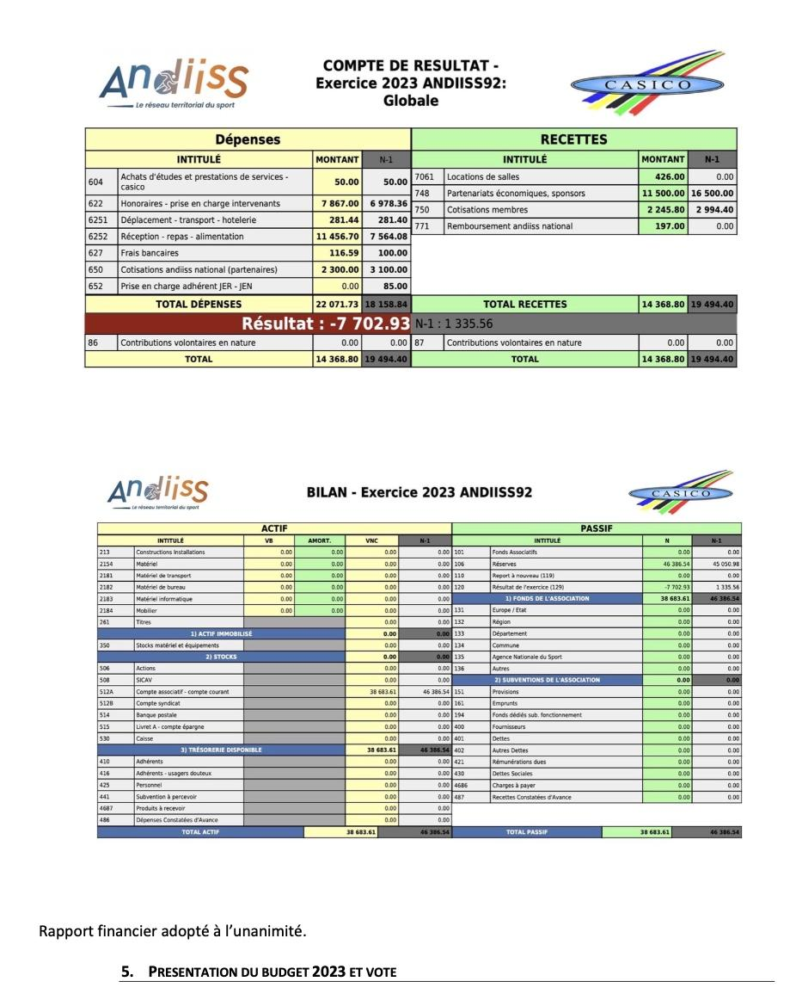 Andiiss
Le réseau territorial du sport
COMPTE DE RESULTAT -
Exercice 2023 ANDIISS92:
Globale
CASICO
Dépenses RECETTES
INTITULÉ MONTANT N-1 INTITULÉ MONTANT N-1
604 Achats d'études et prestations de services - casico 50.00 50.00 7061 Locations de salles 426.00 0.00
622 Honoraires - prise en charge intervenants 7 867.00 6 978.36 748 Partenariats économiques, sponsors 11 500.00 16 500.00
6251 Déplacement - transport - hotelerie 281.44 281.40 750 Cotisations membres 2 245.80 2 994.40
6252 Réception - repas - alimentation 11 456.70 7 564.08 771 Remboursement andiiss national 197.00 0.00
627 Frais bancaires 116.59 100.00
650 Cotisations andiiss national (partenaires) 2 300.00 3 100.00
652 Prise en charge adhérent JER - JEN 0.00 85.00
TOTAL DÉPENSES 22 071.73 18 158.84 TOTAL RECETTES 14 368.80 19 494.40
Résultat : -7 702.93 N-1 : 1 335.56
86 Contributions volontaires en nature 0.00 0.00 87 Contributions volontaires en nature 0.00 0.00
TOTAL 14 368.80 19 494.40 TOTAL 14 368.80 19 494.40
Andiiss
Le réseau territorial du sport
BILAN - Exercice 2023 ANDIISS92
CASICO
ACTIF PASSIF
INTITULÉ VB AMORT. VNC N-1 INTITULÉ N N-1
213 Constructions Installations 0.00 0.00 0.00 0.00 101 Fonds Associatifs 0.00 0.00
2154 Matériel 0.00 0.00 0.00 0.00 106 Réserves 46 386.54 45 050.98
2181 Matériel de transport 0.00 0.00 0.00 0.00 110 Report à nouveau (119) 0.00 0.00
2182 Matériel de bureau 0.00 0.00 0.00 0.00 120 Résultat de l'exercice (129) -7 702.93 1 335.56
2183 Matériel informatique 0.00 0.00 0.00 0.00 1) FONDS DE L'ASSOCIATION 38 683.61 46 386.54
2184 Mobilier 0.00 0.00 0.00 0.00 131 Europe / Etat 0.00 0.00
261 Titres 0.00 0.00 132 Région 0.00 0.00
1) ACTIF IMMOBILISÉ 0.00 0.00 133 Département 0.00 0.00
350 Stocks matériel et équipements 0.00 0.00 134 Commune 0.00 0.00
2) STOCKS 0.00 0.00 135 Agence Nationale du Sport 0.00 0.00
506 Actions 0.00 0.00 136 Autres 0.00 0.00
508 SICAV 0.00 0.00 2) SUBVENTIONS DE L'ASSOCIATION 0.00 0.00
512A Compte associatif - compte courant 38 683.61 46 386.54 151 Provisions 0.00 0.00
512B Compte syndicat 0.00 0.00 161 Emprunts 0.00 0.00
514 Banque postale 0.00 0.00 194 Fonds dédiés sub. fonctionnement 0.00 0.00
515 Livret A - compte épargne 0.00 0.00 400 Fournisseurs 0.00 0.00
530 Caisse 0.00 0.00 401 Dettes 0.00 0.00
3) TRÉSORERIE DISPONIBLE 38 683.61 46 386.54 402 Autres Dettes 0.00 0.00
410 Adhérents 0.00 0.00 421 Rémunérations dues 0.00 0.00
416 Adhérents - usagers douteux 0.00 0.00 430 Dettes Sociales 0.00 0.00
425 Personnel 0.00 0.00 4686 Charges à payer 0.00 0.00
441 Subvention à percevoir 0.00 0.00 487 Recettes Constatées d'Avance 0.00 0.00
4687 Produits à recevoir 0.00 0.00
486 Dépenses Constatées d'Avance 0.00 0.00
TOTAL ACTIF 38 683.61 46 386.54 TOTAL PASSIF 38 683.61 46 386.54
Rapport financier adopté à l'unanimité.
5. PRESENTATION DU BUDGET 2023 ET VOTE